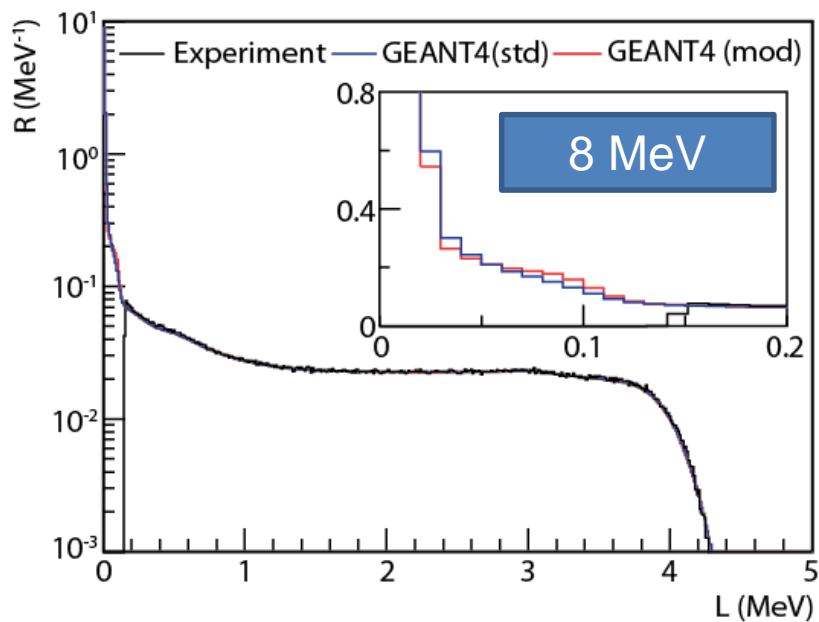 R (MeV⁻¹)
10¹
10⁰
10⁻¹
10⁻²
10⁻³
Experiment GEANT4(std) GEANT4 (mod)
0.8
0.4
0
8 MeV
0 0.1 0.2
0 1 2 3 4 5
L (MeV)